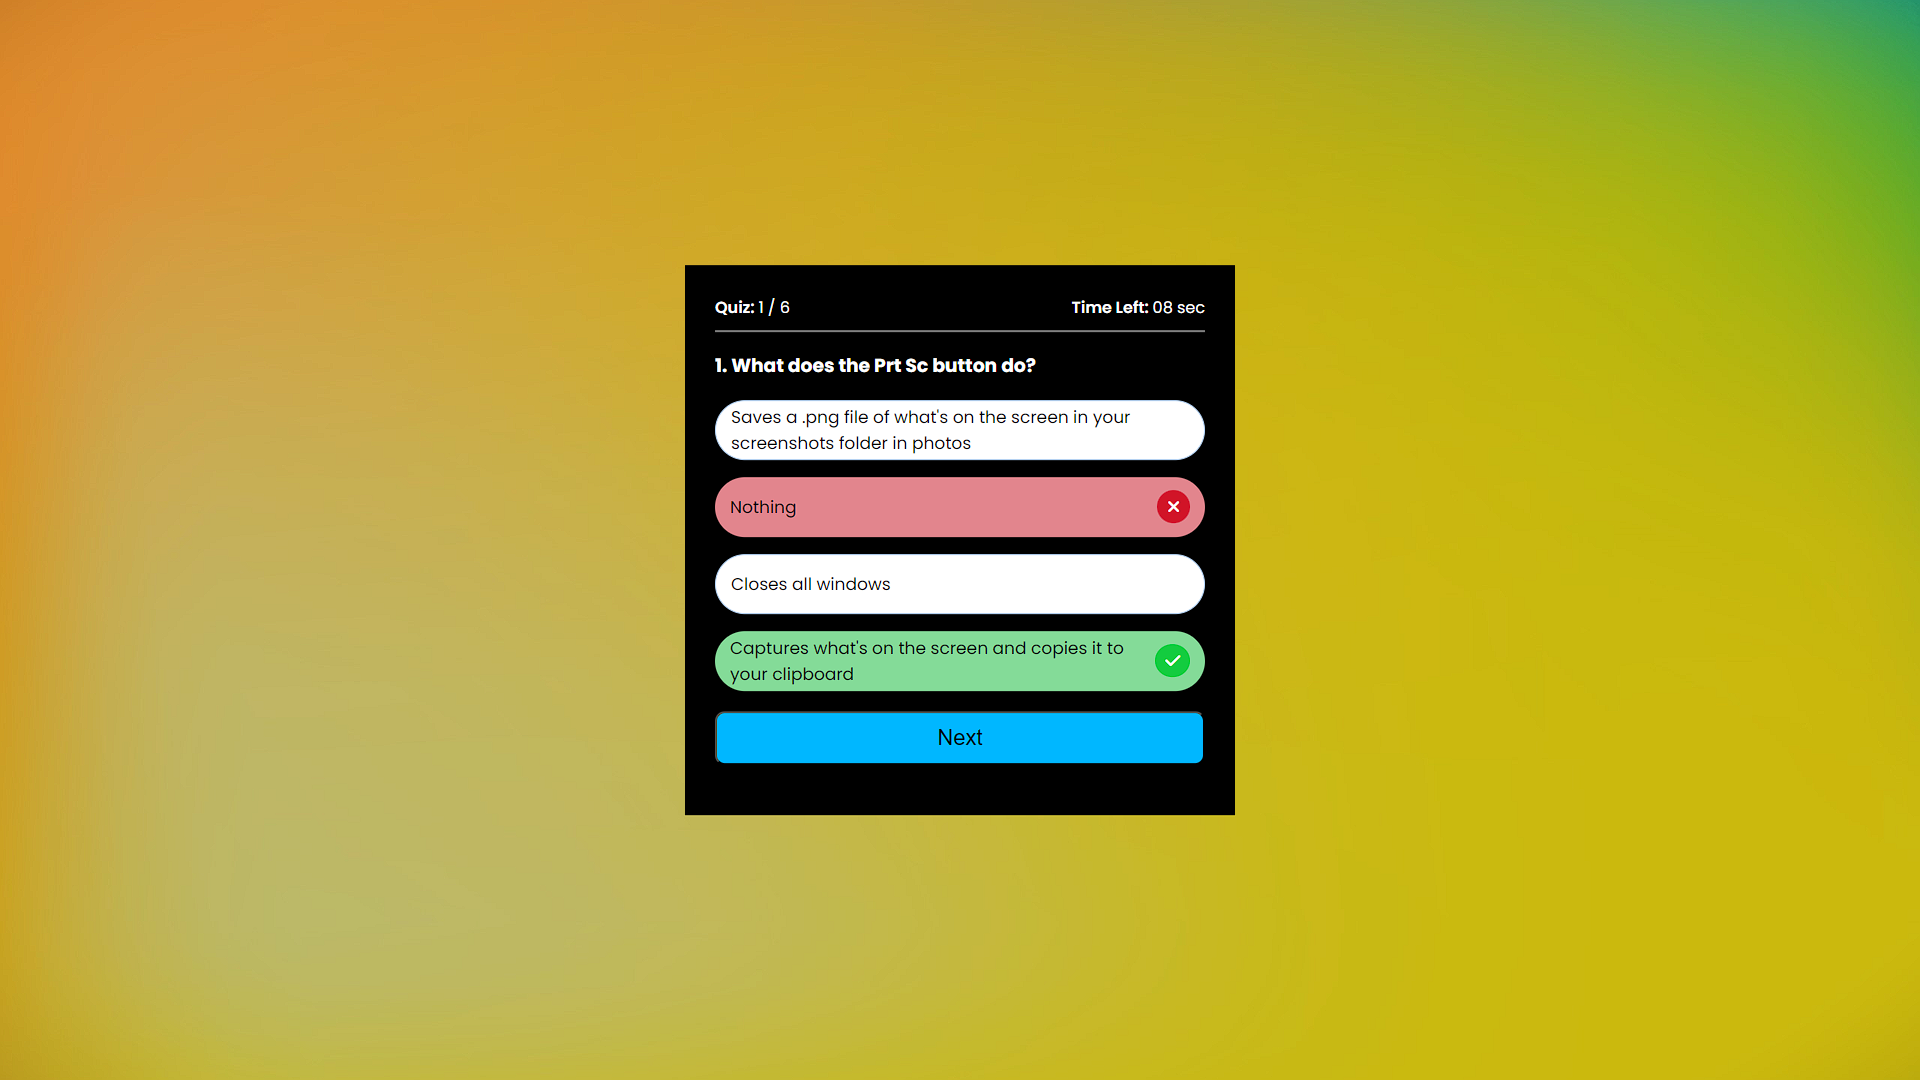 Quiz: 1 / 6
Time Left: 08 sec
1. What does the Prt Sc button do?
Saves a .png file of what's on the screen in your
screenshots folder in photos
Nothing
Closes all windows
Captures what's on the screen and copies it to
your clipboard
Next